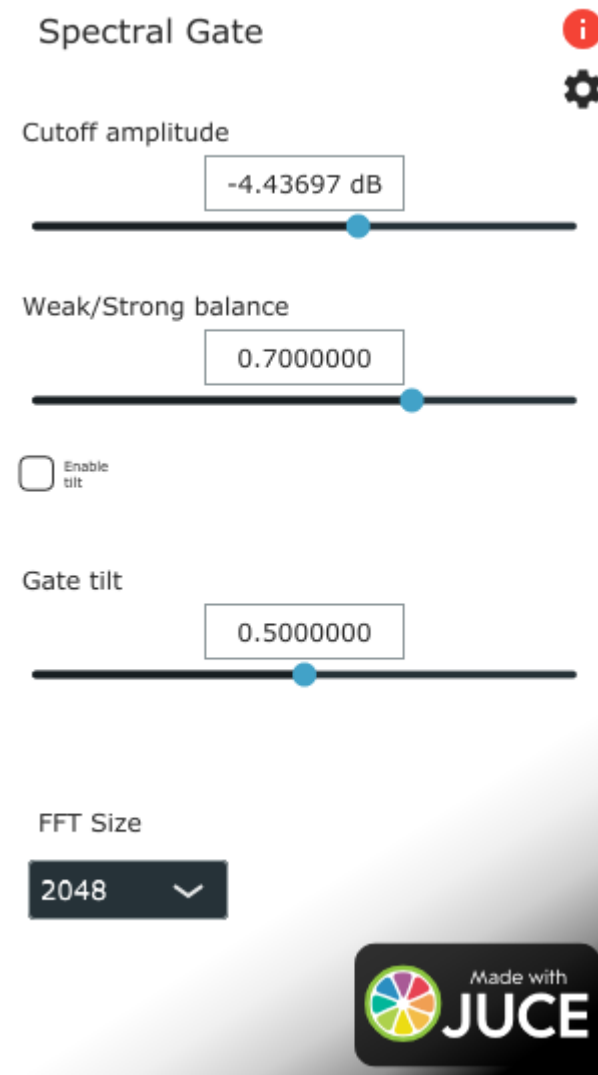 Spectral Gate
i
Cutoff amplitude
-4.43697 dB
Weak/Strong balance
0.7000000
Enable
tilt
Gate tilt
0.5000000
FFT Size
2048
Made with
JUCE